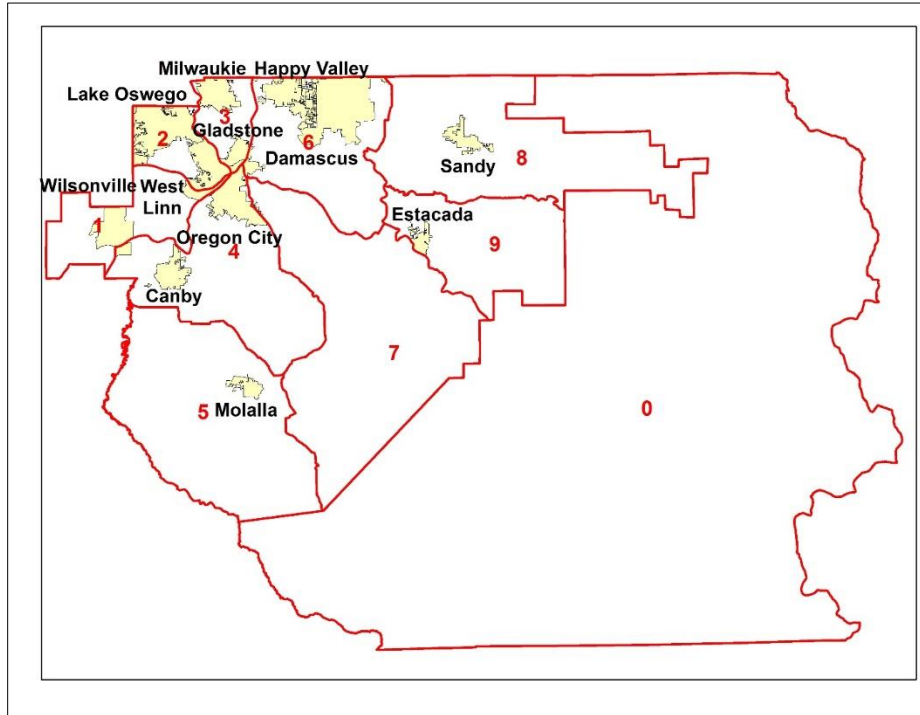 Milwaukie Happy Valley
Lake Oswego
3
2
Gladstone
6
Damascus
8
Sandy
Wilsonville West
Linn
1
Estacada
9
Oregon City
4
Canby
7
5
Molalla
0